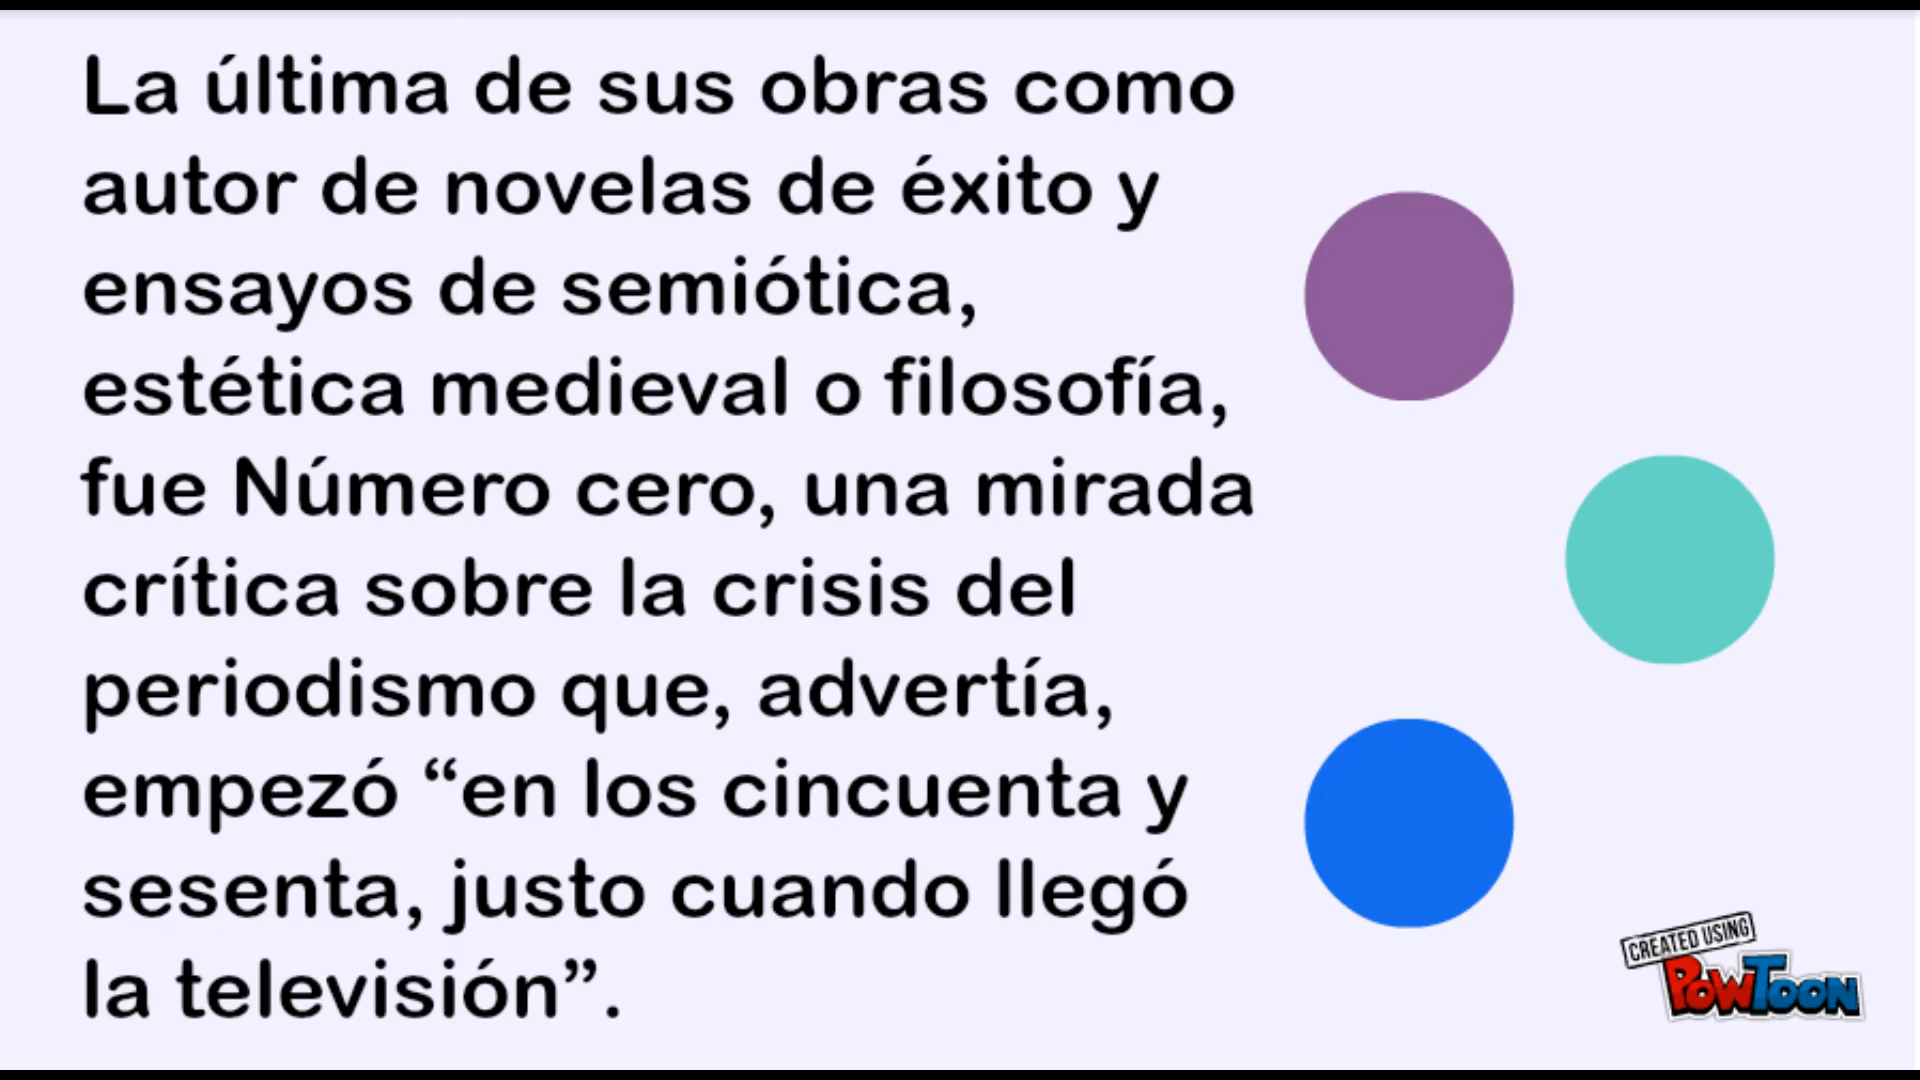 La última de sus obras como
autor de novelas de éxito y
ensayos de semiótica,
estética medieval o filosofía,
fue Número cero, una mirada
crítica sobre la crisis del
periodismo que, advertía,
empezó “en los cincuenta y
sesenta, justo cuando llegó
la televisión”.
CREATED USING
POWTOON